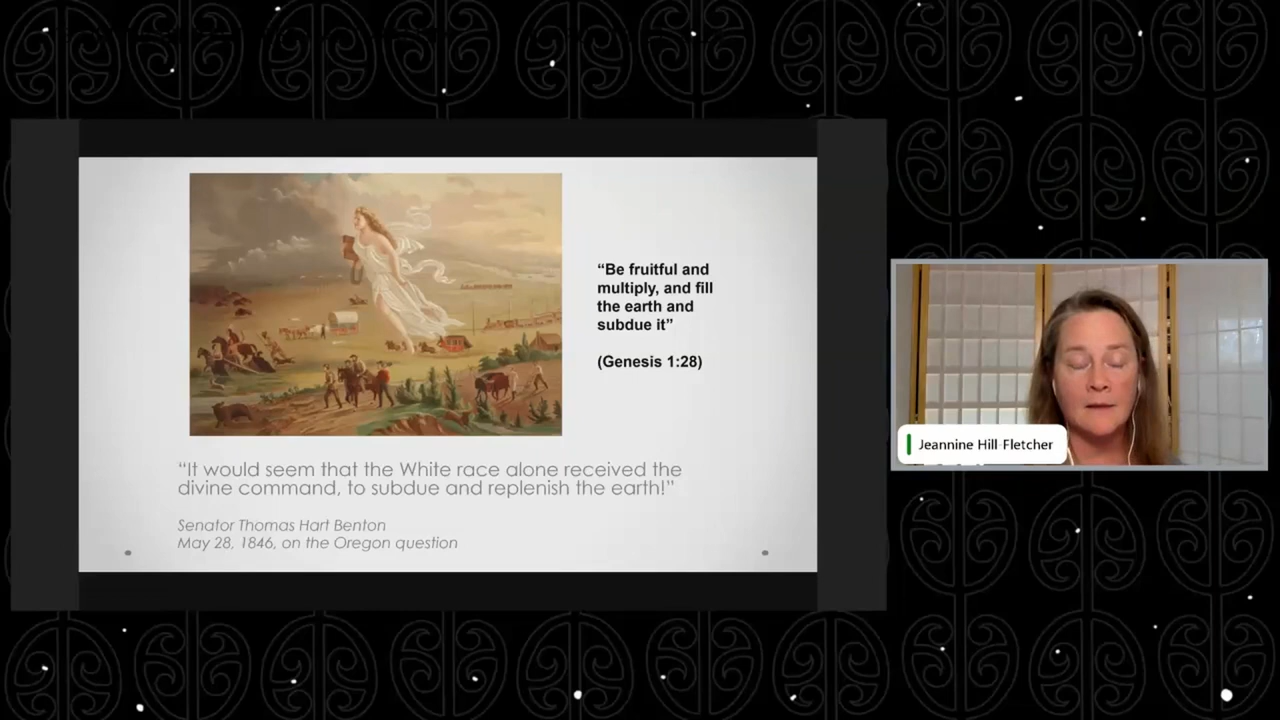 “Be fruitful and
multiply, and fill
the earth and
subdue it”
(Genesis 1:28)
“It would seem that the White race alone received the
divine command, to subdue and replenish the earth!”
Senator Thomas Hart Benton
May 28, 1846, on the Oregon question
Jeannine Hill-Fletcher